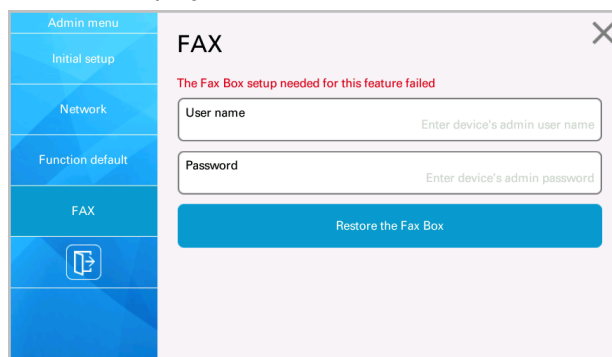 Admin menu
Initial setup
Network
Function default
FAX
FAX
The Fax Box setup needed for this feature failed
User name
Enter device's admin user name
Password
Enter device's admin password
Restore the Fax Box